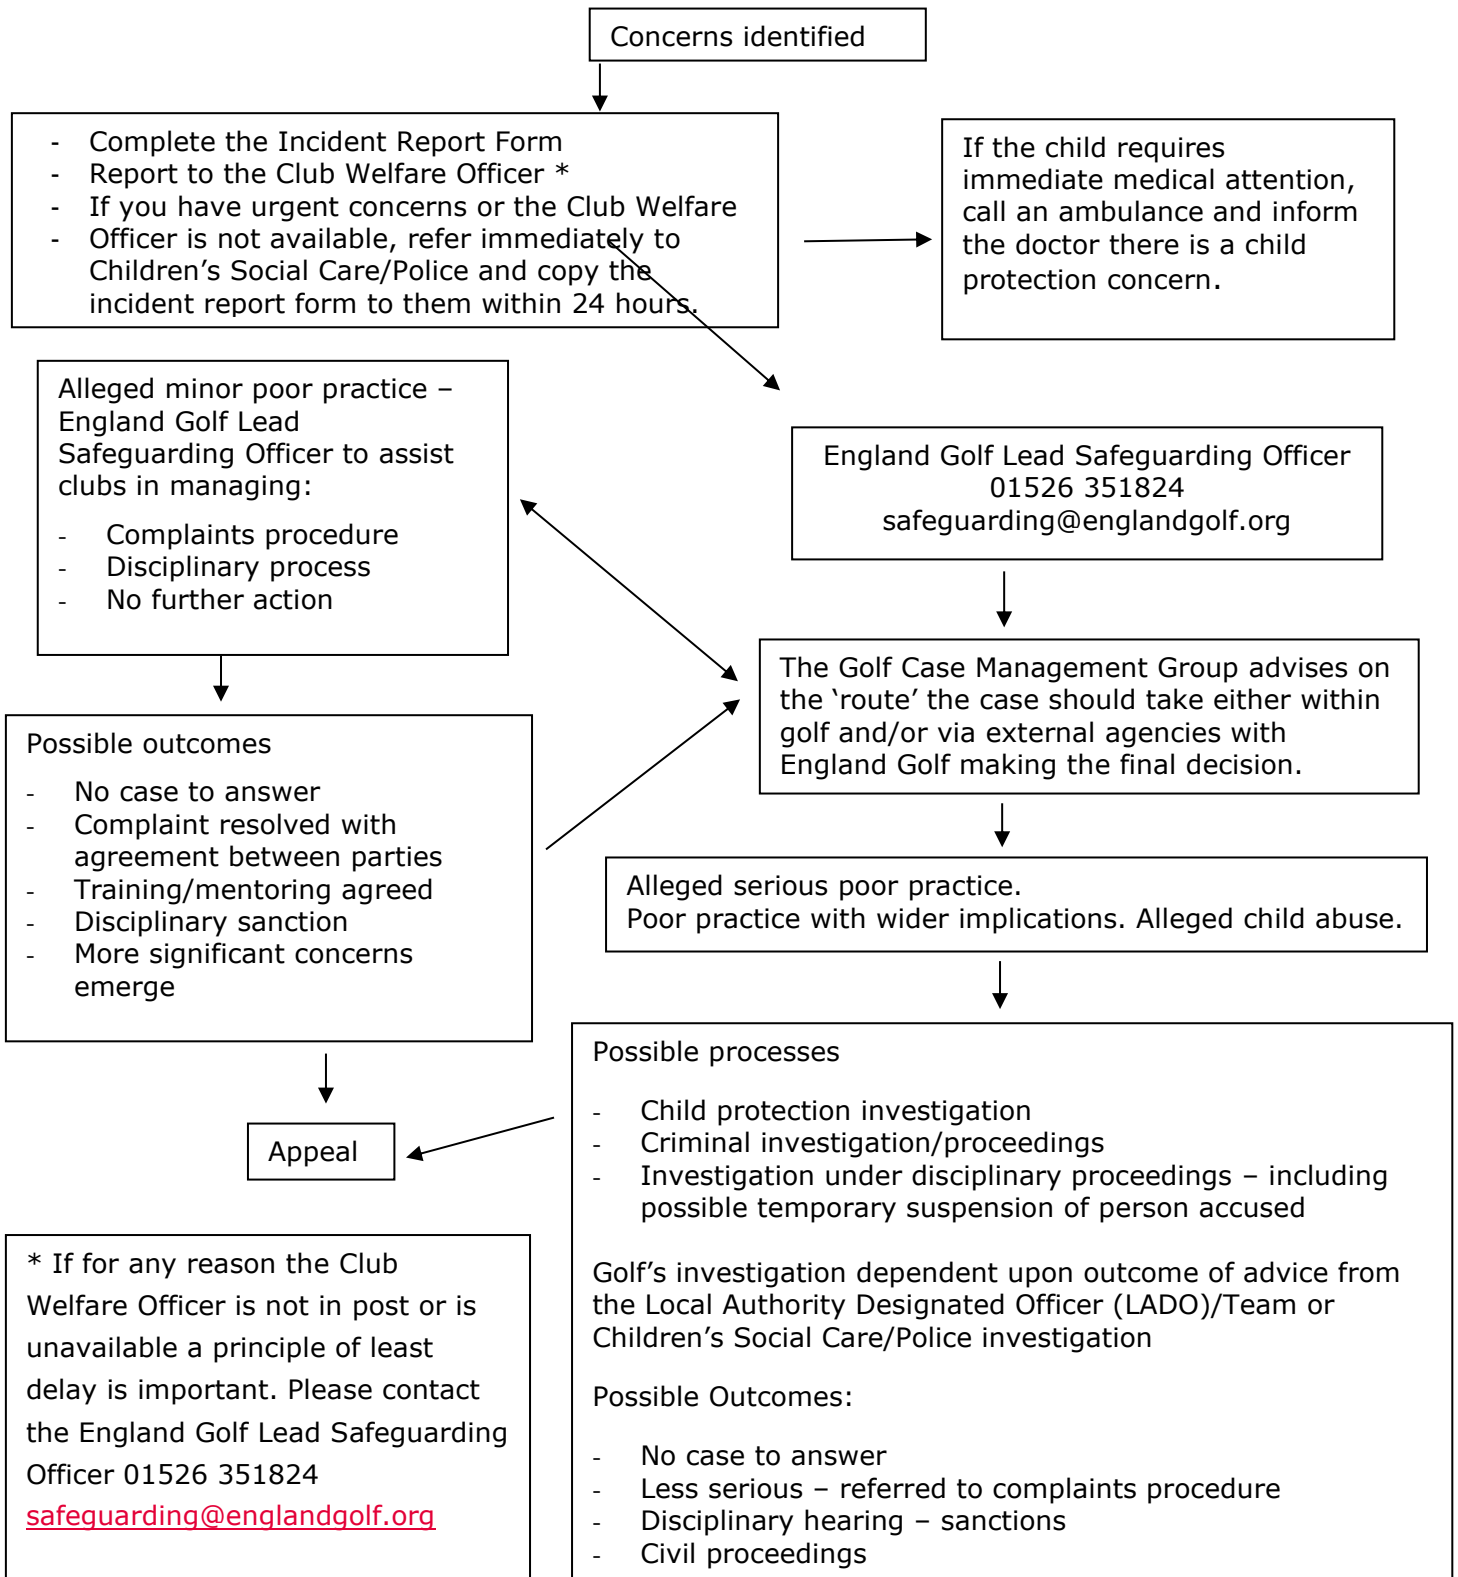 Concerns identified
- Complete the Incident Report Form
- Report to the Club Welfare Officer *
- If you have urgent concerns or the Club Welfare
- Officer is not available, refer immediately to
Children’s Social Care/Police and copy the
incident report form to them within 24 hours.
If the child requires
immediate medical attention,
call an ambulance and inform
the doctor there is a child
protection concern.
Alleged minor poor practice –
England Golf Lead
Safeguarding Officer to assist
clubs in managing:
- Complaints procedure
- Disciplinary process
- No further action
England Golf Lead Safeguarding Officer
01526 351824
safeguarding@englandgolf.org
The Golf Case Management Group advises on
the ‘route’ the case should take either within
golf and/or via external agencies with
England Golf making the final decision.
Possible outcomes
- No case to answer
- Complaint resolved with
agreement between parties
- Training/mentoring agreed
- Disciplinary sanction
- More significant concerns
emerge
Alleged serious poor practice.
Poor practice with wider implications. Alleged child abuse.
Appeal
Possible processes
- Child protection investigation
- Criminal investigation/proceedings
- Investigation under disciplinary proceedings – including
possible temporary suspension of person accused
Golf’s investigation dependent upon outcome of advice from
the Local Authority Designated Officer (LADO)/Team or
Children’s Social Care/Police investigation
Possible Outcomes:
- No case to answer
- Less serious – referred to complaints procedure
- Disciplinary hearing – sanctions
- Civil proceedings
* If for any reason the Club
Welfare Officer is not in post or is
unavailable a principle of least
delay is important. Please contact
the England Golf Lead Safeguarding
Officer 01526 351824
safeguarding@englandgolf.org